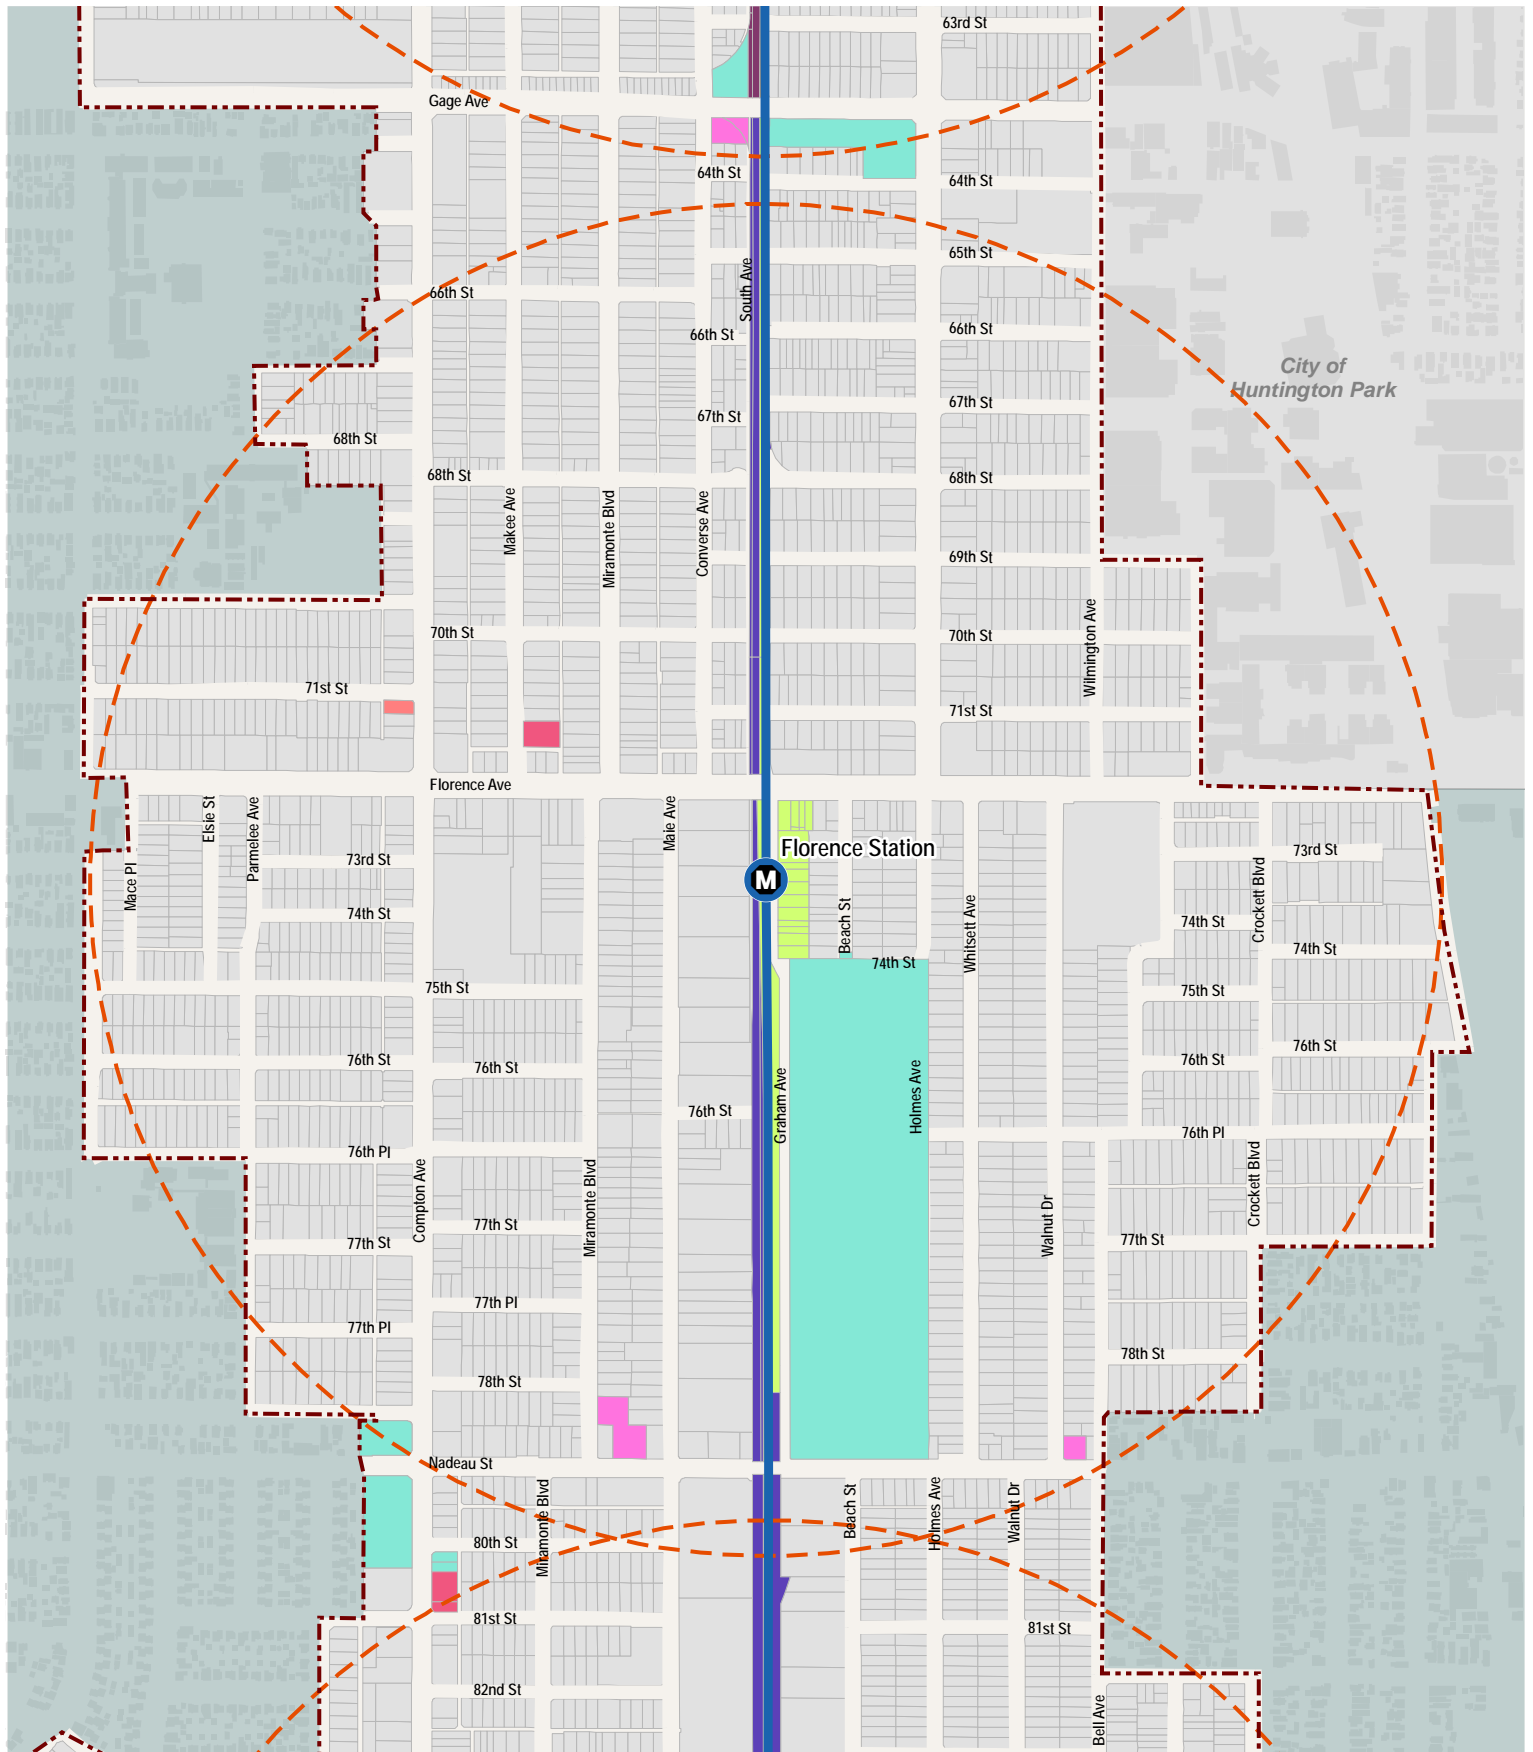 63rd St
Gage Ave
64th St
64th St
65th St
South Ave
66th St
66th St
66th St
City of
Huntington Park
67th St
67th St
68th St
68th St
68th St
Makee Ave
Miramonte Blvd
Converse Ave
69th St
Wilmington Ave
70th St
70th St
71st St
71st St
Florence Ave
Elsie St
Parmelee Ave
Maie Ave
Florence Station
M
73rd St
73rd St
Mace Pl
Beach St
Whitsett Ave
Crockett Blvd
74th St
74th St
74th St
74th St
75th St
75th St
76th St
76th St
76th St
76th St
76th St
Graham Ave
Holmes Ave
76th Pl
76th Pl
Compton Ave
Miramonte Blvd
Walnut Dr
Crockett Blvd
77th St
77th St
77th St
77th Pl
77th Pl
78th St
78th St
Nadeau St
Miramonte Blvd
Beach St
Holmes Ave
Walnut Dr
80th St
81st St
81st St
82nd St
Bell Ave